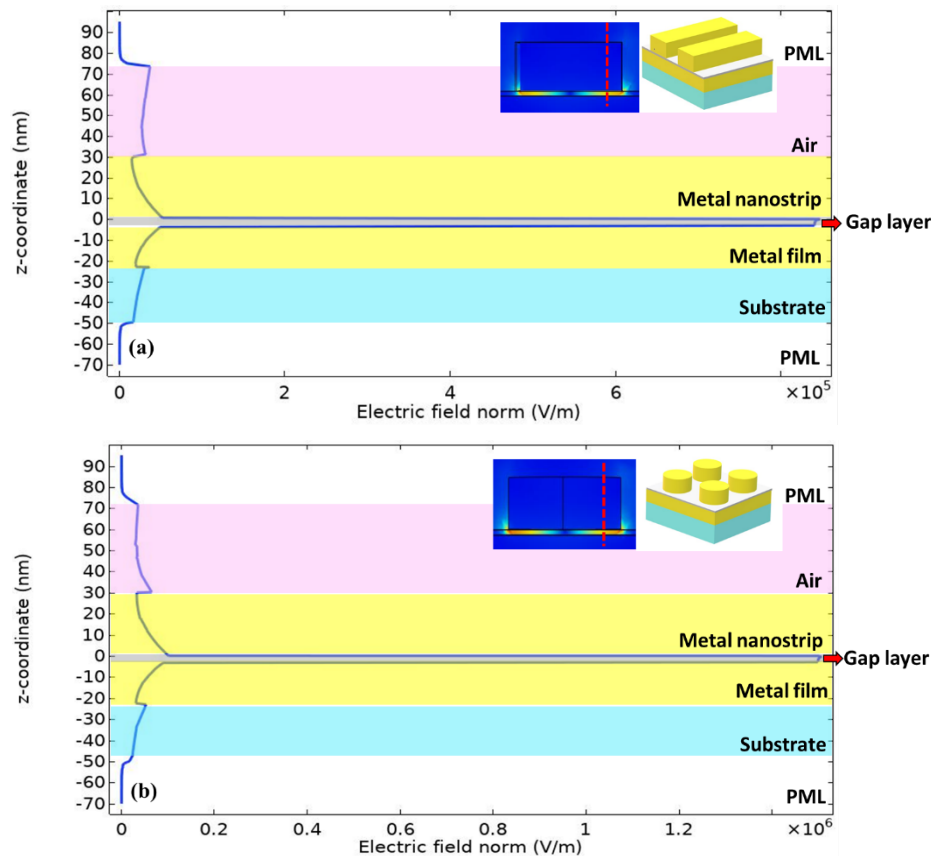 90
80
70
60
50
40
30
20
10
0
-10
-20
-30
-40
-50
-60
-70
z-coordinate (nm)
PML
Air
Metal nanostrip
Gap layer
Metal film
Substrate
(a)
PML
0
2
4
6
×10⁵
Electric field norm (V/m)
90
80
70
60
50
40
30
20
10
0
-10
-20
-30
-40
-50
-60
-70
z-coordinate (nm)
PML
Air
Metal nanostrip
Gap layer
Metal film
Substrate
(b)
PML
0
0.2
0.4
0.6
0.8
1
1.2
×10⁶
Electric field norm (V/m)